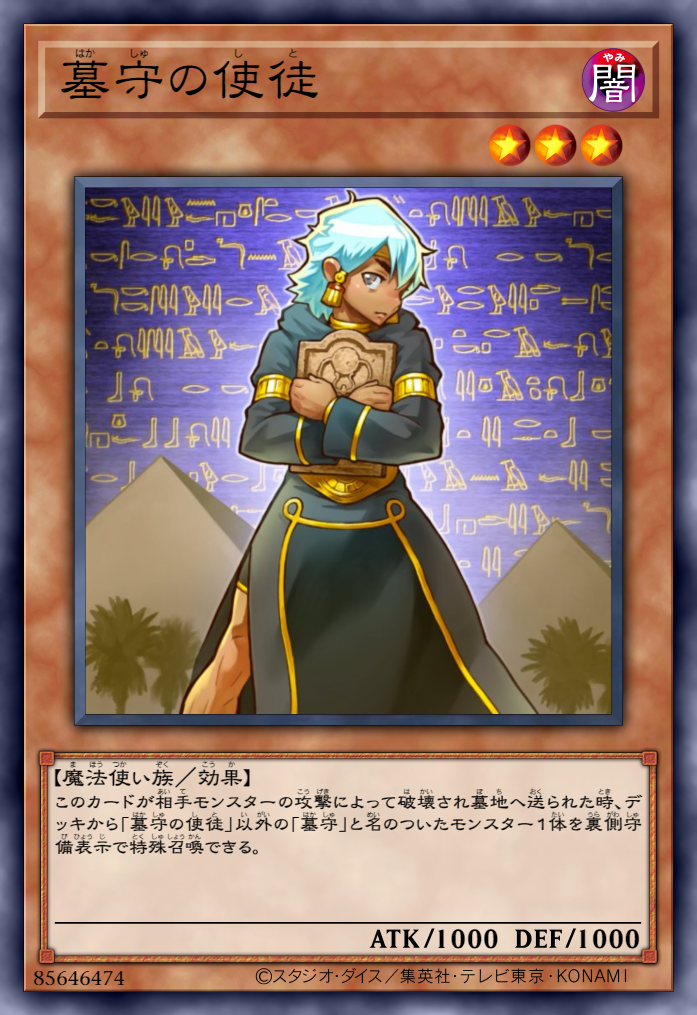 墓守の使徒
闇
【魔法使い族／効果】
このカードが相手モンスターの攻撃によって破壊され墓地へ送られた時、デ
ッキから「墓守の使徒」以外の「墓守」と名のついたモンスター１体を裏側守
備表示で特殊召喚できる。
ATK/1000 DEF/1000
85646474 ©スタジオ・ダイス／集英社・テレビ東京・KONAMI